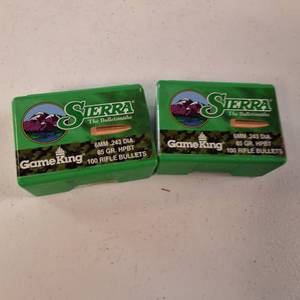 SIERRA
The Bulletsmiths
GameKing
6MM .243 DIA.
85 GR. HPBT
100 RIFLE BULLETS
SIERRA
The Bulletsmiths
GameKing
6MM .243 DIA.
85 GR. HPBT
100 RIFLE BULLETS